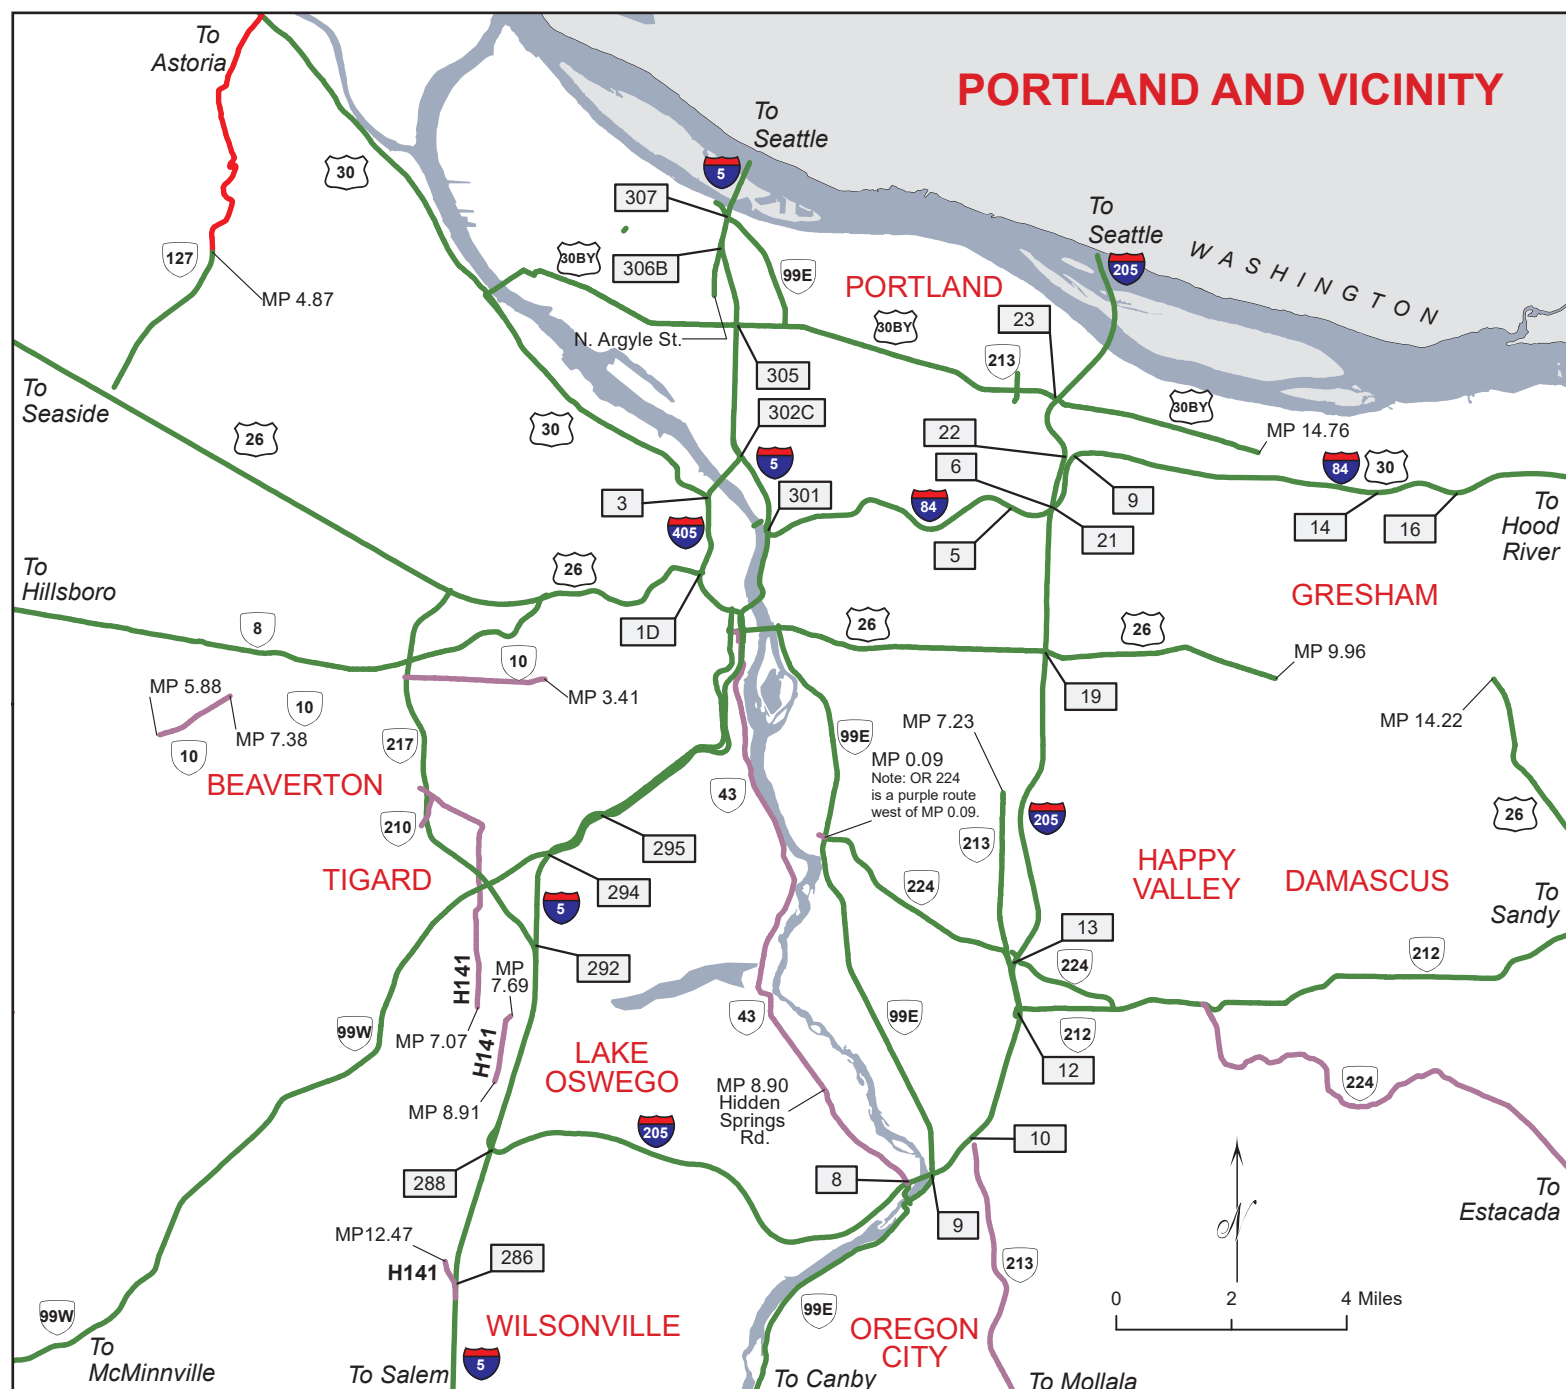 PORTLAND AND VICINITY
To
Astoria
To
Seattle
5
30
307
To
Seattle
WASHINGTON
127
30BY
306B
99E
205
PORTLAND
MP 4.87
23
30BY
N. Argyle St.
213
305
To
Seaside
30BY
302C
26
30
22
MP 14.76
5
6
84
30
3
301
84
9
To
Hood
River
405
14
16
5
21
To
Hillsboro
26
GRESHAM
8
1D
26
26
10
MP 9.96
MP 5.88
MP 3.41
19
10
MP 7.38
MP 7.23
MP 14.22
217
99E
10
MP 0.09
Note: OR 224
is a purple route
west of MP 0.09.
BEAVERTON
43
26
210
205
213
295
HAPPY
VALLEY
DAMASCUS
TIGARD
294
224
5
To
Sandy
13
212
292
224
H141
MP
7.69
43
99E
99W
MP 7.07
212
H141
LAKE
OSWEGO
12
224
MP 8.90
Hidden
Springs
Rd.
MP 8.91
205
10
288
8
To
Estacada
9
N
MP12.47
H141
286
213
0 2 4 Miles
99W
99E
WILSONVILLE
OREGON
CITY
To
McMinnville
5
To Salem
To Canby
To Mollala